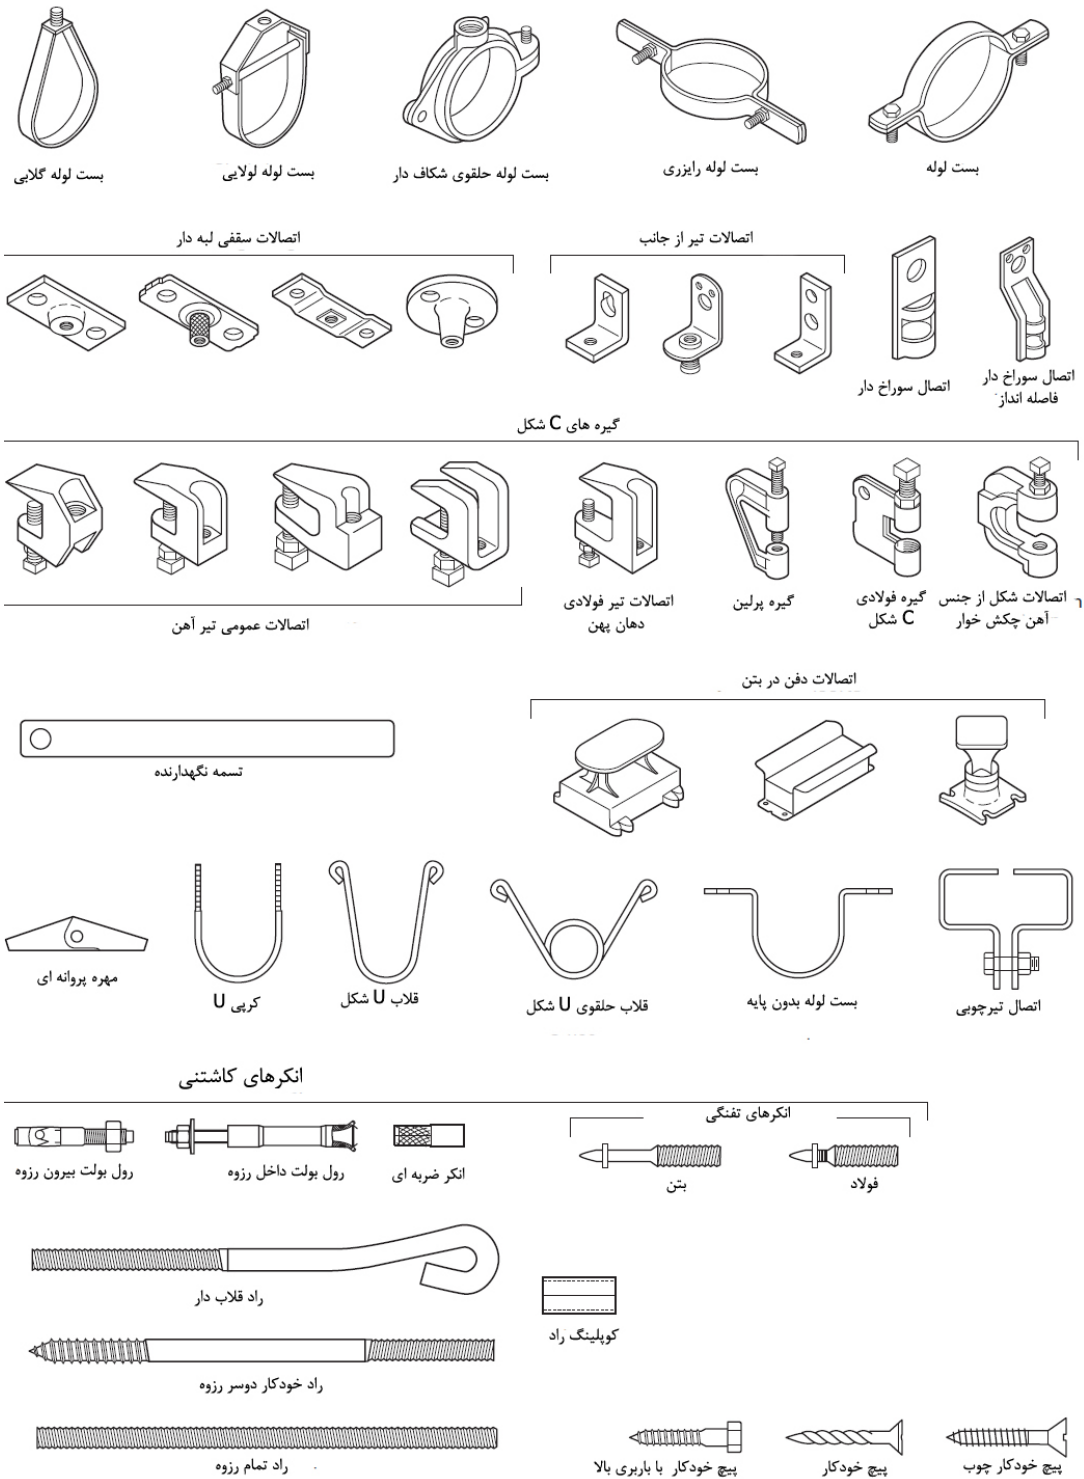 بست لوله
بست لوله رایزری
بست لوله حلقوی شکاف دار
بست لوله لولایی
بست لوله گلابی
اتصالات تیر از جانب
اتصالات سقفی لبه دار
اتصال سوراخ دار
فاصله انداز
اتصال سوراخ دار
گیره های C شکل
اتصالات شکل از جنس
آهن چکش خوار
گیره فولادی
C شکل
گیره پرلین
اتصالات تیر فولادی
دهان پهن
اتصالات عمومی تیر آهن
اتصالات دفن در بتن
تسمه نگهدارنده
اتصال تیرچوبی
بست لوله بدون پایه
قلاب حلقوی U شکل
قلاب U شکل
کرپی U
مهره پروانه ای
انکرهای کاشتنی
انکرهای تفنگی
فولاد
بتن
انکر ضربه ای
رول بولت داخل رزوه
رول بولت بیرون رزوه
راد قلاب دار
کوپلینگ راد
راد خودکار دوسر رزوه
پیچ خودکار چوب
پیچ خودکار
پیچ خودکار با باربری بالا
راد تمام رزوه